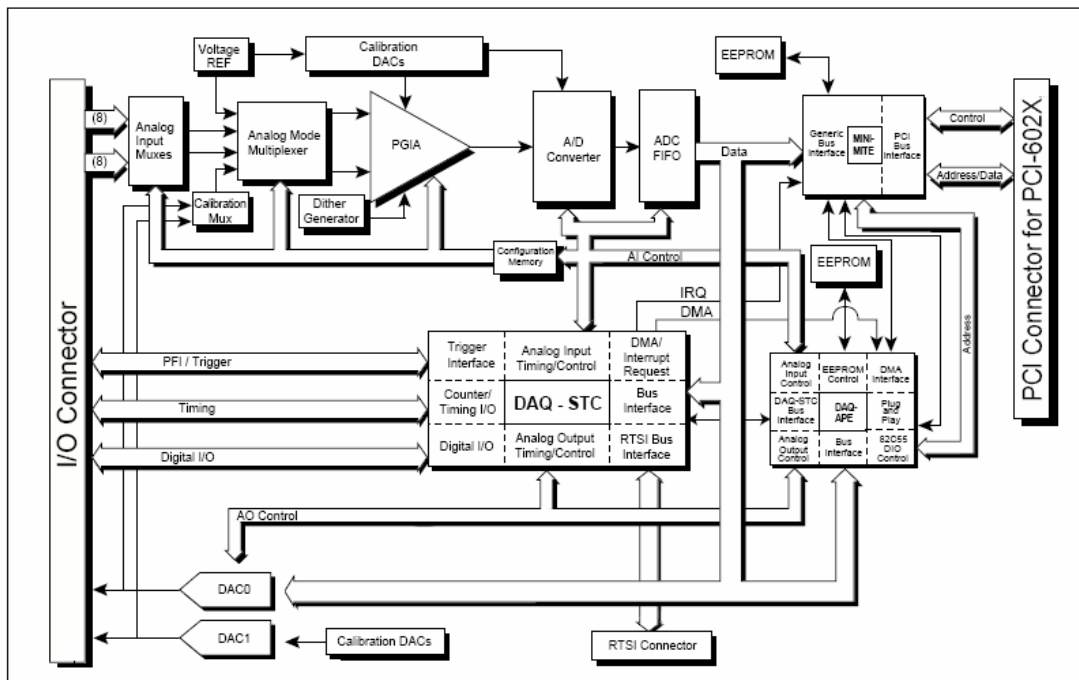 Voltage
REF
Calibration
DACs
EEPROM
(8)
(8)
Analog
Input
Muxes
Analog Mode
Multiplexer
PGIA
A/D
Converter
ADC
FIFO
Data
Generic
Bus
Interface
MINI-
MITE
PCI
Bus
Interface
Control
Address/Data
Calibration
Mux
Dither
Generator
Configuration
Memory
AI Control
EEPROM
IRQ
DMA
Address
I/O Connector
PCI Connector for PCI-602X.
PFI / Trigger
Timing
Digital I/O
Trigger
Interface
Analog Input
Timing/Control
DMA/
Interrupt
Request
Counter/
Timing I/O
DAQ - STC
Bus
Interface
Digital I/O
Analog Output
Timing/Control
RTSI Bus
Interface
Analog
Input
Control
EEPROM
Control
DMA
Interface
DAQ-STC
Bus
Interface
DAQ-
APE
Plug
and
Play
Analog
Output
Control
Bus
Interface
82C55
DIO
Control
AO Control
DAC0
DAC1
Calibration DACs
RTSI Connector